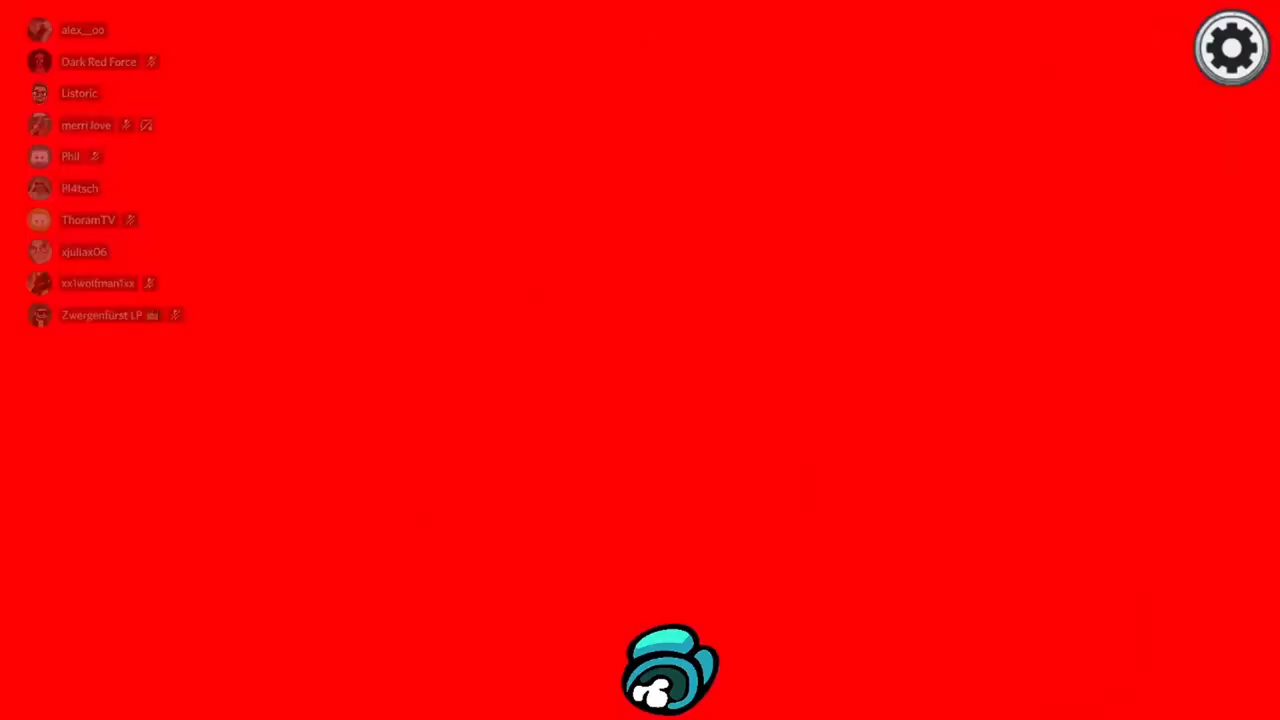 alex__oo
Dark Red Force
Listoric
merri.love
Phil
Pl4tsch
ThoramTV
xjuliax06
xx1wolfman1xx
Zwergenfürst LP